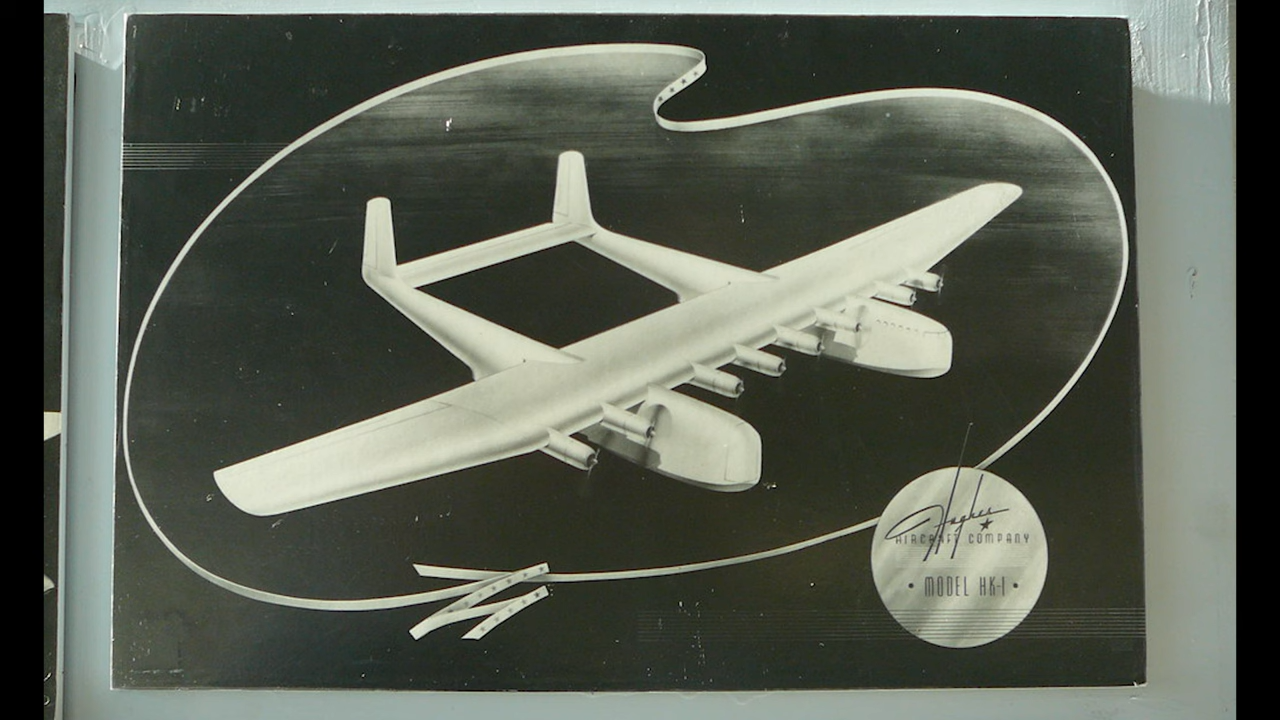 Hughes
AIRCRAFT COMPANY
• MODEL HK-1 •